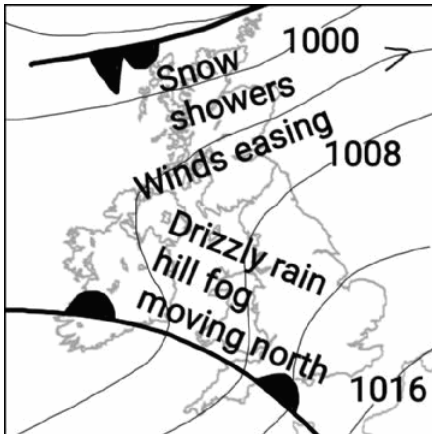 1000
Snow
showers
Winds easing
1008
Drizzly rain
hill fog
moving north
1016